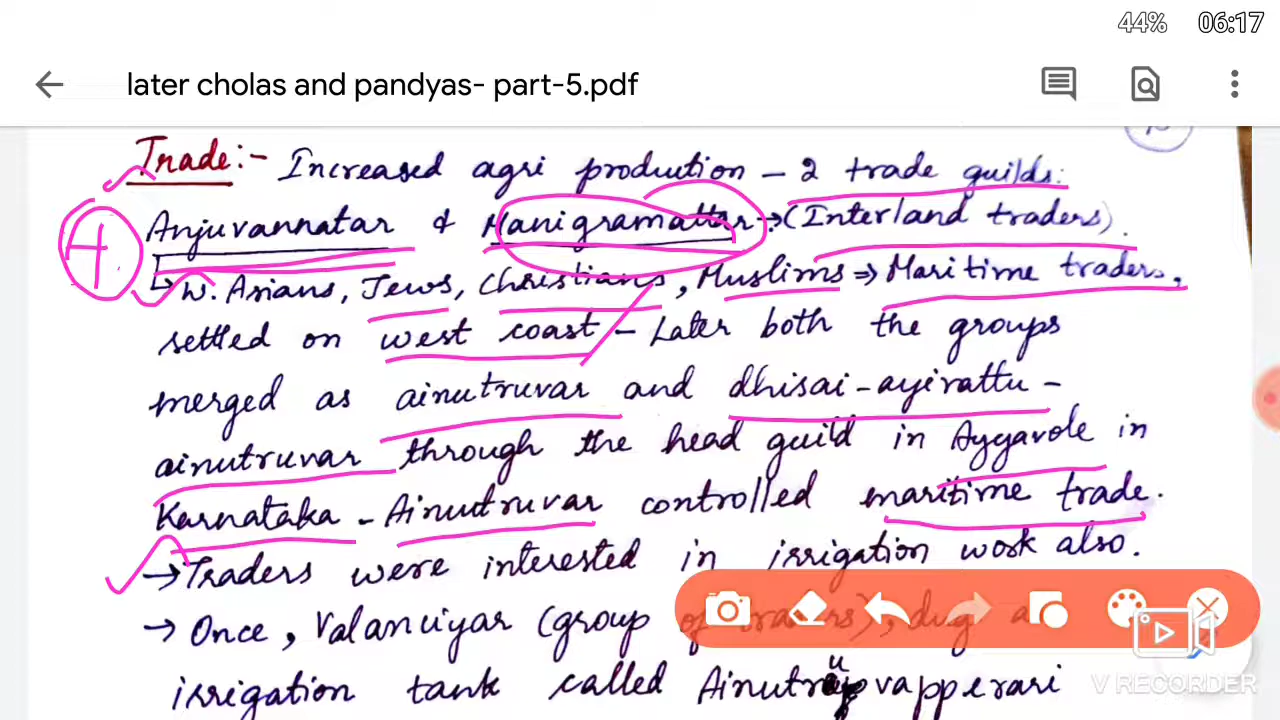 44% 06:17
later cholas and pandyas- part-5.pdf
Trade:- Increased agri production - 2 trade guilds:
Anjuvannatar & Manigramattar → (Interland traders).
↳ W. Asians, Jews, Christians, Muslims ⇒ Maritime traders,
settled on west coast - Later both the groups
merged as ainutruvar and dhisai-ayirattu-
ainutruvar through the head guild in Ayyavole in
Karnataka - Ainutruvar controlled maritime trade.
→ Traders were interested in irrigation work also.
→ Once, Valanciyar (group of traders), dug a
irrigation tank called
V RECORDER